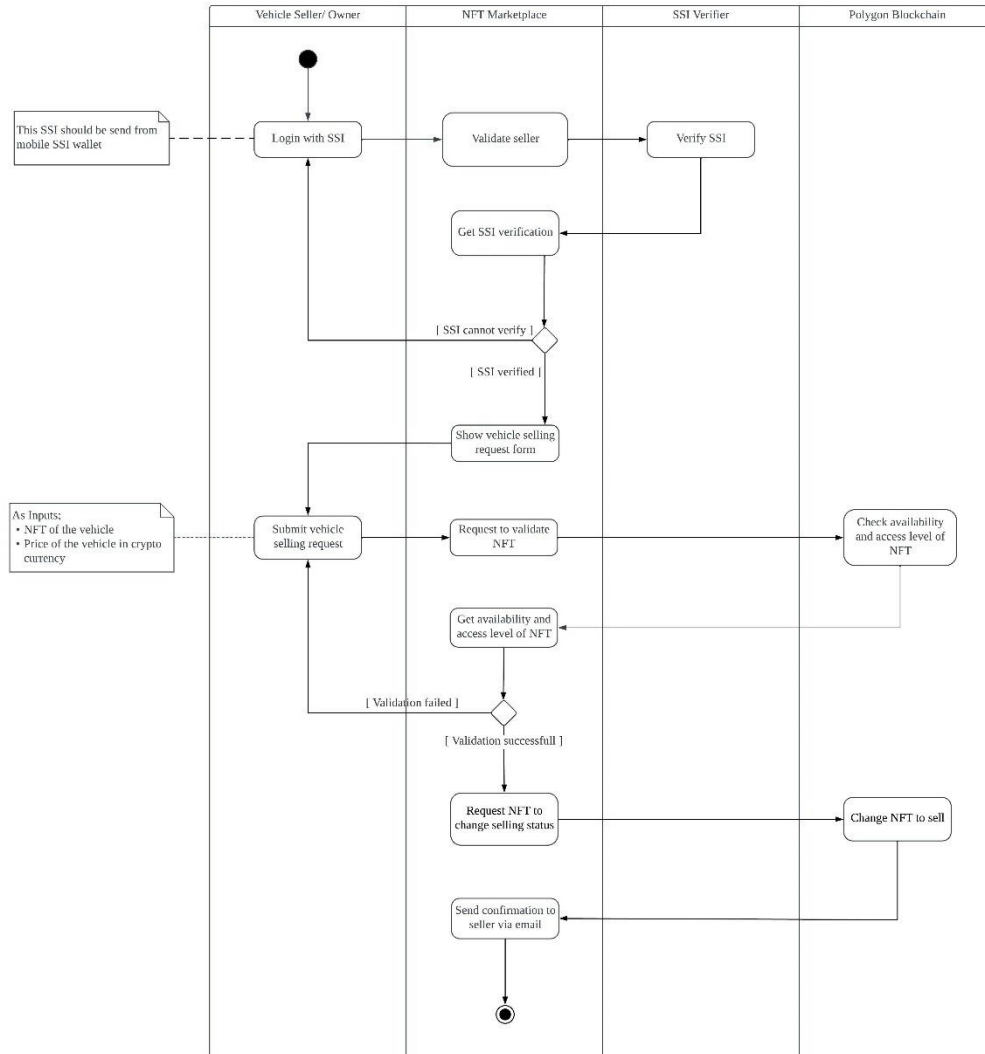 Vehicle Seller/ Owner
NFT Marketplace
SSI Verifier
Polygon Blockchain
This SSI should be send from
mobile SSI wallet
Login with SSI
Validate seller
Verify SSI
Get SSI verification
[ SSI cannot verify ]
[ SSI verified ]
Show vehicle selling
request form
As Inputs;
• NFT of the vehicle
• Price of the vehicle in crypto
currency
Submit vehicle
selling request
Request to validate
NFT
Check availability
and access level of
NFT
Get availability and
access level of NFT
[ Validation failed ]
[ Validation successfull ]
Request NFT to
change selling status
Change NFT to sell
Send confirmation to
seller via email